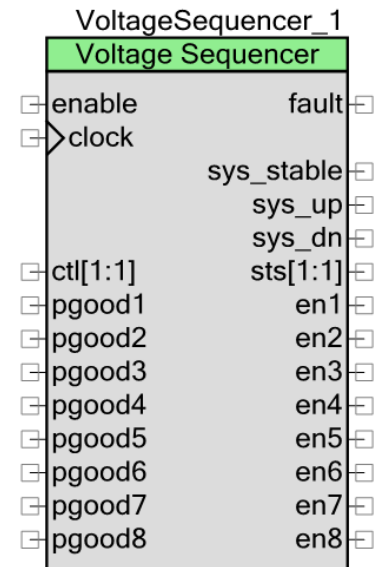 VoltageSequencer_1
Voltage Sequencer
enable fault
clock
sys_stable
sys_up
sys_dn
ctl[1:1] sts[1:1]
pgood1 en1
pgood2 en2
pgood3 en3
pgood4 en4
pgood5 en5
pgood6 en6
pgood7 en7
pgood8 en8